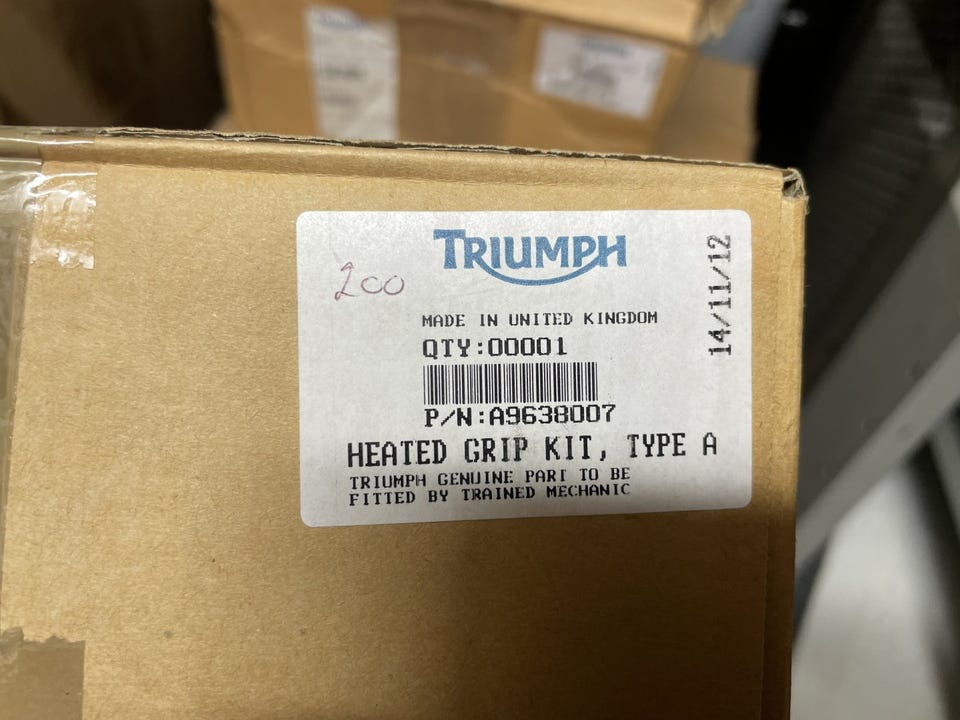 TRIUMPH
200
14/11/12
MADE IN UNITED KINGDOM
QTY:00001
P/N:A9638007
HEATED GRIP KIT, TYPE A
TRIUMPH GENUINE PART TO BE
FITTED BY TRAINED MECHANIC